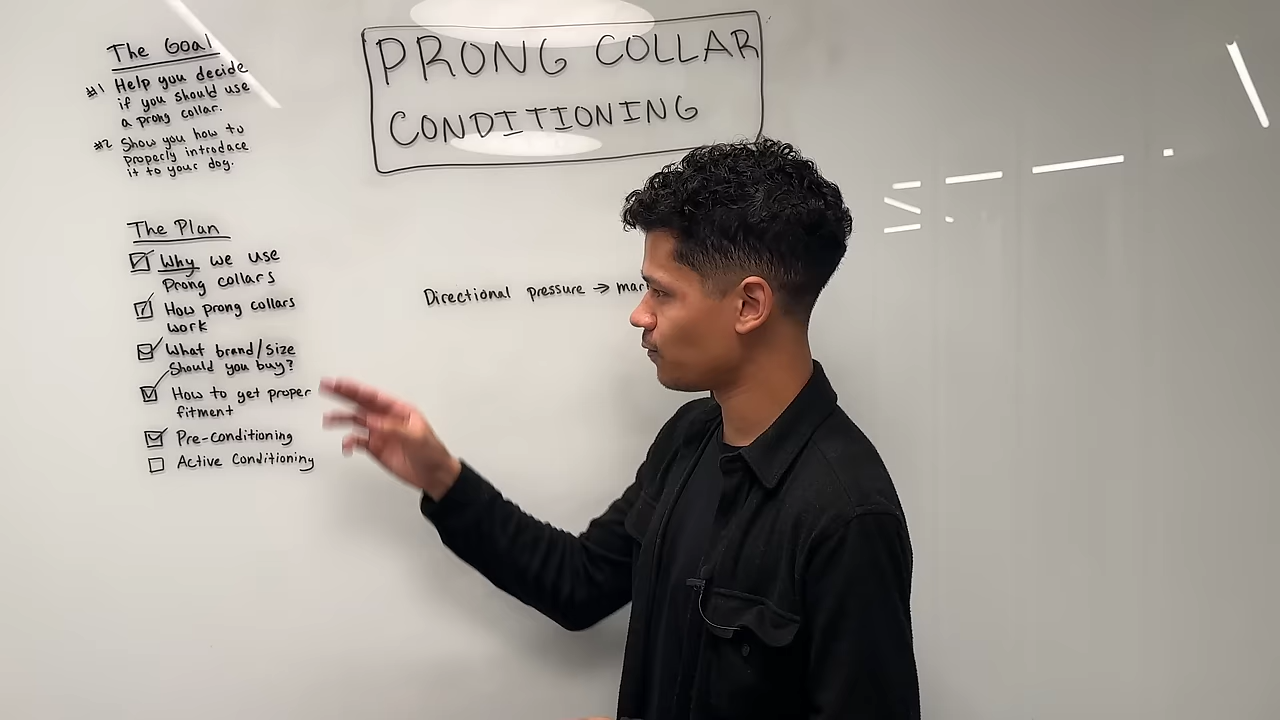 The Goal
#1 Help you decide
if you should use
a prong collar.
#2 Show you how to
properly introduce
it to your dog.
PRONG COLLAR
CONDITIONING
The Plan
Why we use
Prong collars
How prong collars
work
What brand/size
Should you buy?
How to get proper
fitment
Pre-conditioning
Active Conditioning
Directional pressure →